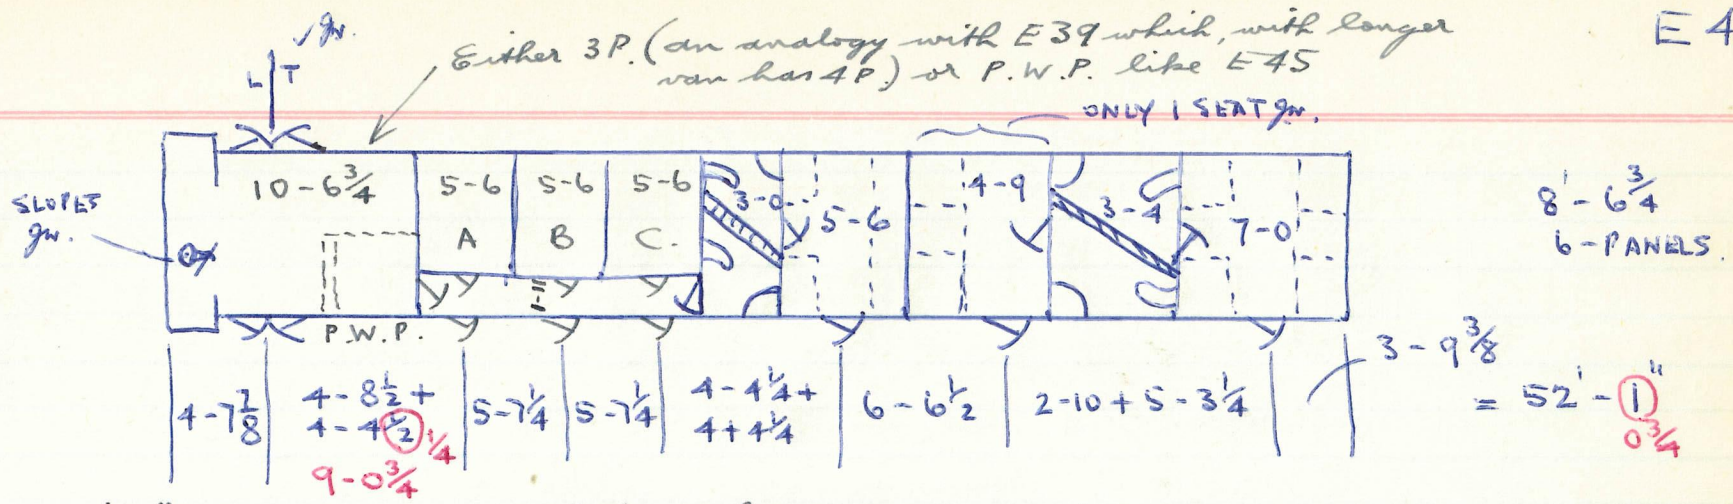 gw.
Either 3P. (an analogy with E39 which, with longer
van has 4P.) or P.W.P. like E45
E 4
L T
ONLY 1 SEAT gw.
10-6¾
5-6
5-6
5-6
3-0
5-6
4-9
3-4
7-0
A
B
C.
SLOPES
gw.
8'-6¾
6-PANELS.
P.W.P.
3-9⅜
4-7⅞
4-8½+
4-4½ ¼
9-0¾
5-7¼
5-7¼
4-4¼+
4+4¼
6-6½
2-10+5-3¼
= 52'-1"
0¾